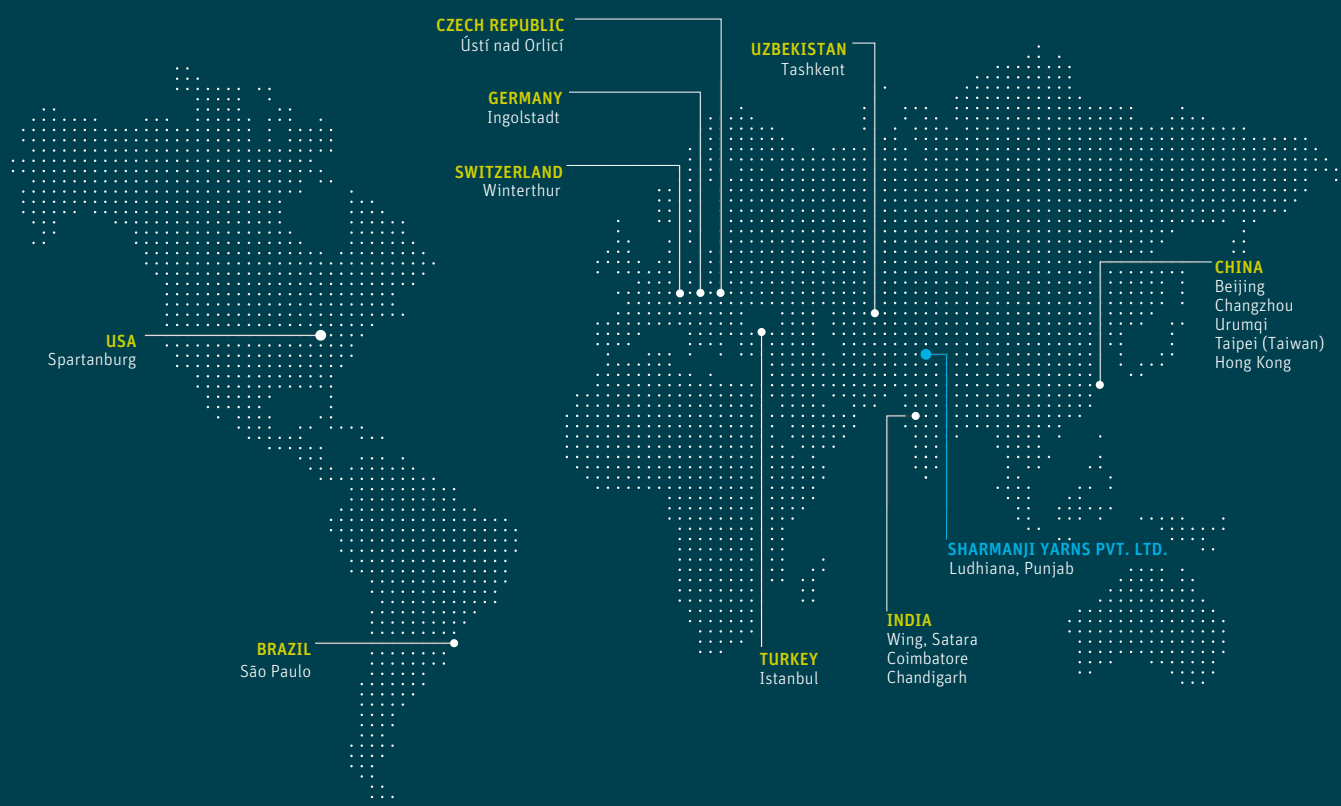 CZECH REPUBLIC
Ústí nad Orlicí
UZBEKISTAN
Tashkent
GERMANY
Ingolstadt
SWITZERLAND
Winterthur
CHINA
Beijing
Changzhou
Urumqi
Taipei (Taiwan)
Hong Kong
USA
Spartanburg
SHARMANJI YARNS PVT. LTD.
Ludhiana, Punjab
INDIA
Wing, Satara
Coimbatore
Chandigarh
BRAZIL
São Paulo
TURKEY
Istanbul